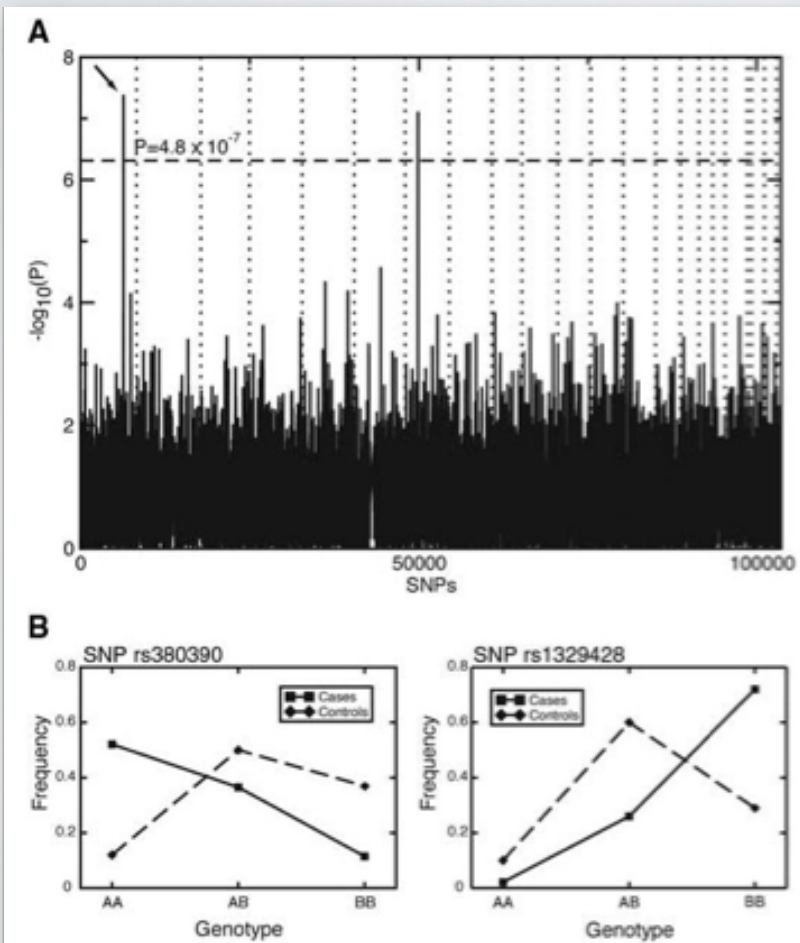 A
8
P=4.8 x 10-7
6
-log10(P)
4
2
0
0 50000 100000
SNPs
B
SNP rs380390
0.8
Cases
Controls
0.6
Frequency
0.4
0.2
0
AA AB BB
Genotype
SNP rs1329428
0.8
Cases
Controls
0.6
Frequency
0.4
0.2
0
AA AB BB
Genotype